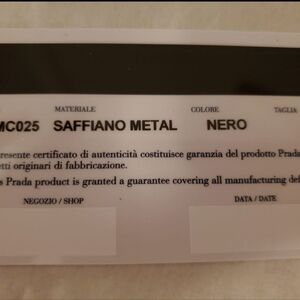 MATERIALE COLORE TAGLIA
MC025 SAFFIANO METAL NERO
resente certificato di autenticità costituisce garanzia del prodotto Prada
etti originari di fabbricazione.
s Prada product is granted a guarantee covering all manufacturing def
NEGOZIO / SHOP DATA / DATE